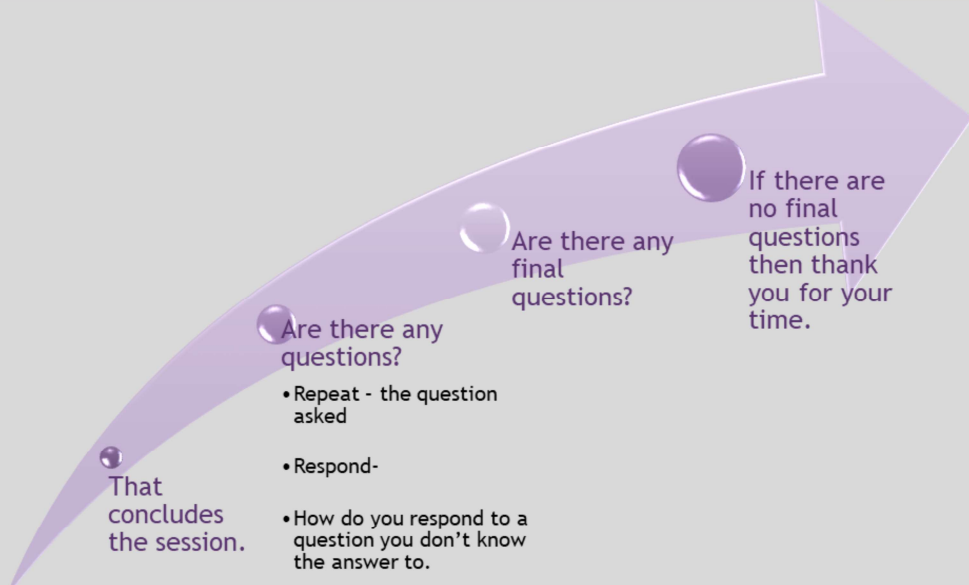 That
concludes
the session.
Are there any
questions?
•Repeat - the question
asked
•Respond-
•How do you respond to a
question you don’t know
the answer to.
Are there any
final
questions?
If there are
no final
questions
then thank
you for your
time.